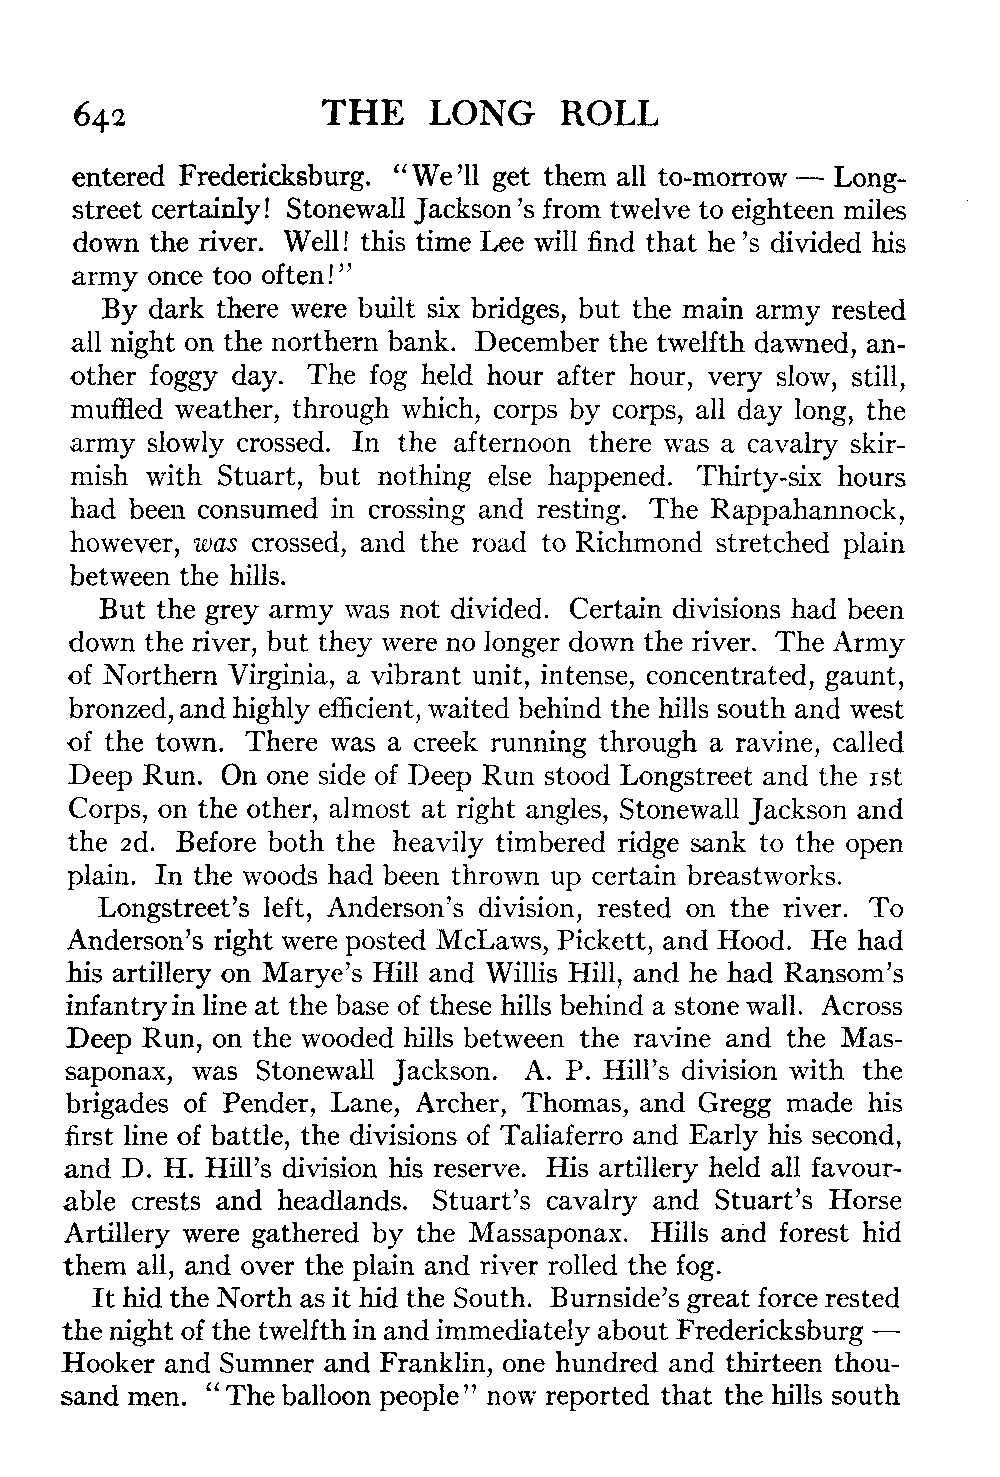 642 THE LONG ROLL
entered Fredericksburg. "We'll get them all to-morrow — Long-
street certainly! Stonewall Jackson's from twelve to eighteen miles
down the river. Well! this time Lee will find that he's divided his
army once too often!"
By dark there were built six bridges, but the main army rested
all night on the northern bank. December the twelfth dawned, an-
other foggy day. The fog held hour after hour, very slow, still,
muffled weather, through which, corps by corps, all day long, the
army slowly crossed. In the afternoon there was a cavalry skir-
mish with Stuart, but nothing else happened. Thirty-six hours
had been consumed in crossing and resting. The Rappahannock,
however, was crossed, and the road to Richmond stretched plain
between the hills.
But the grey army was not divided. Certain divisions had been
down the river, but they were no longer down the river. The Army
of Northern Virginia, a vibrant unit, intense, concentrated, gaunt,
bronzed, and highly efficient, waited behind the hills south and west
of the town. There was a creek running through a ravine, called
Deep Run. On one side of Deep Run stood Longstreet and the 1st
Corps, on the other, almost at right angles, Stonewall Jackson and
the 2d. Before both the heavily timbered ridge sank to the open
plain. In the woods had been thrown up certain breastworks.
Longstreet's left, Anderson's division, rested on the river. To
Anderson's right were posted McLaws, Pickett, and Hood. He had
his artillery on Marye's Hill and Willis Hill, and he had Ransom's
infantry in line at the base of these hills behind a stone wall. Across
Deep Run, on the wooded hills between the ravine and the Mas-
saponax, was Stonewall Jackson. A. P. Hill's division with the
brigades of Pender, Lane, Archer, Thomas, and Gregg made his
first line of battle, the divisions of Taliaferro and Early his second,
and D. H. Hill's division his reserve. His artillery held all favour-
able crests and headlands. Stuart's cavalry and Stuart's Horse
Artillery were gathered by the Massaponax. Hills and forest hid
them all, and over the plain and river rolled the fog.
It hid the North as it hid the South. Burnside's great force rested
the night of the twelfth in and immediately about Fredericksburg —
Hooker and Sumner and Franklin, one hundred and thirteen thou-
sand men. "The balloon people" now reported that the hills south